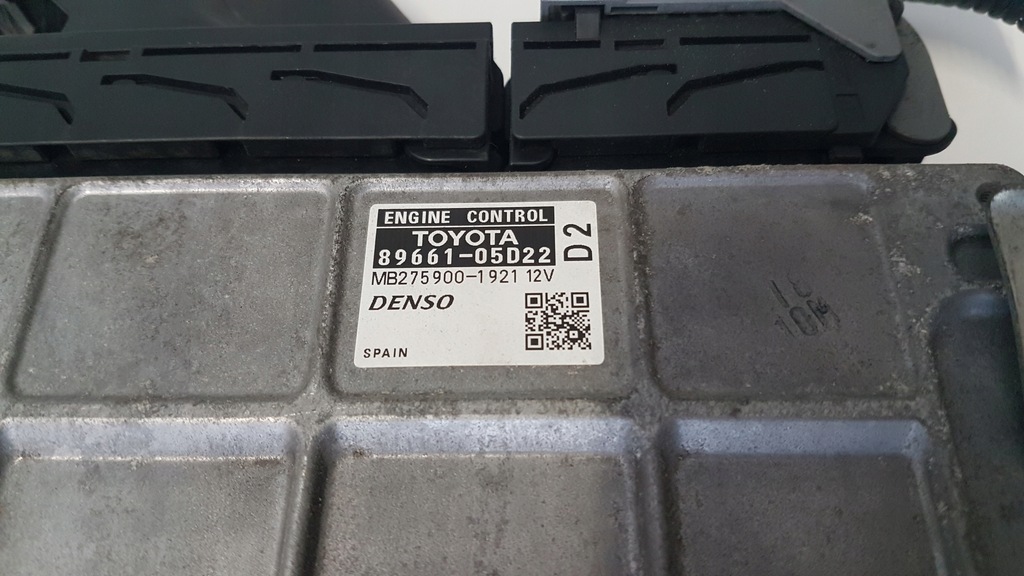 ENGINE CONTROL
TOYOTA
89661-05D22
D2
MB275900-1921 12V
DENSO
SPAIN